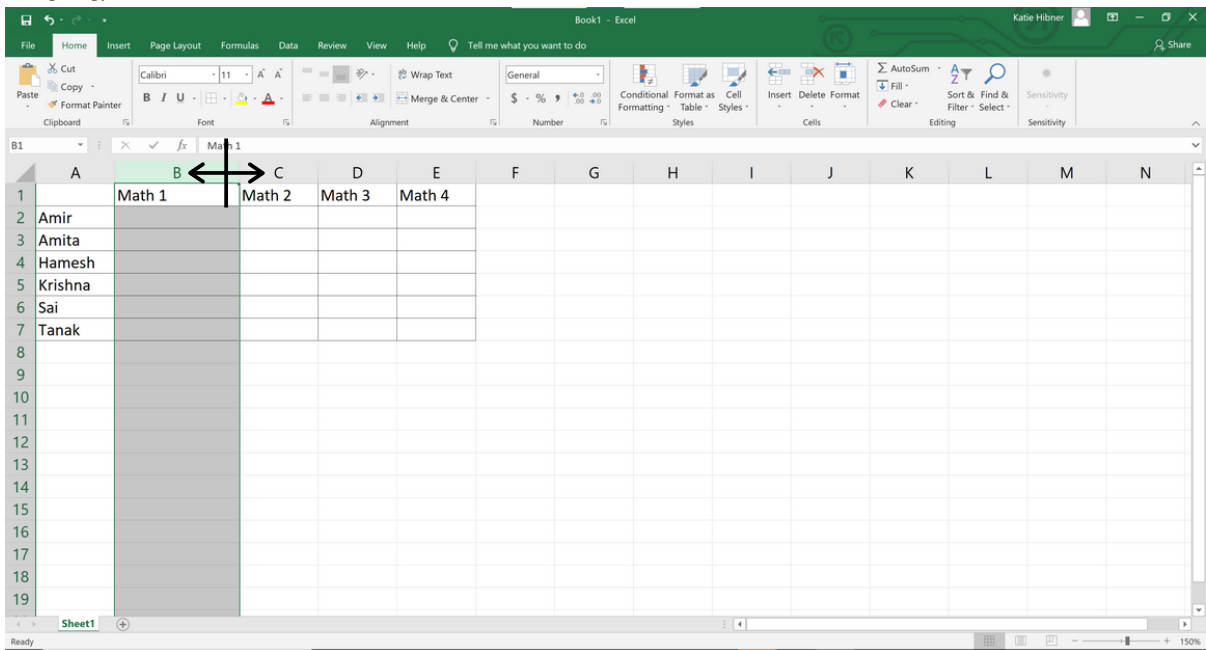 Book1 - Excel
Katie Hibner
File Home Insert Page Layout Formulas Data Review View Help Tell me what you want to do
Share
Paste
Cut
Copy
Format Painter
Clipboard
Calibri 11 A A
B I U A
Font
Wrap Text
Merge & Center
Alignment
General
$ % , .0 .00 .00 .0
Number
Conditional Formatting
Format as Table
Cell Styles
Styles
Insert Delete Format
Cells
AutoSum
Fill
Clear
Sort & Filter
Find & Select
Editing
Sensitivity
Sensitivity
B1 fx Math 1
A B C D E F G H I J K L M N
1 Math 1 Math 2 Math 3 Math 4
2 Amir
3 Amita
4 Hamesh
5 Krishna
6 Sai
7 Tanak
8
9
10
11
12
13
14
15
16
17
18
19
Sheet1
Ready
150%